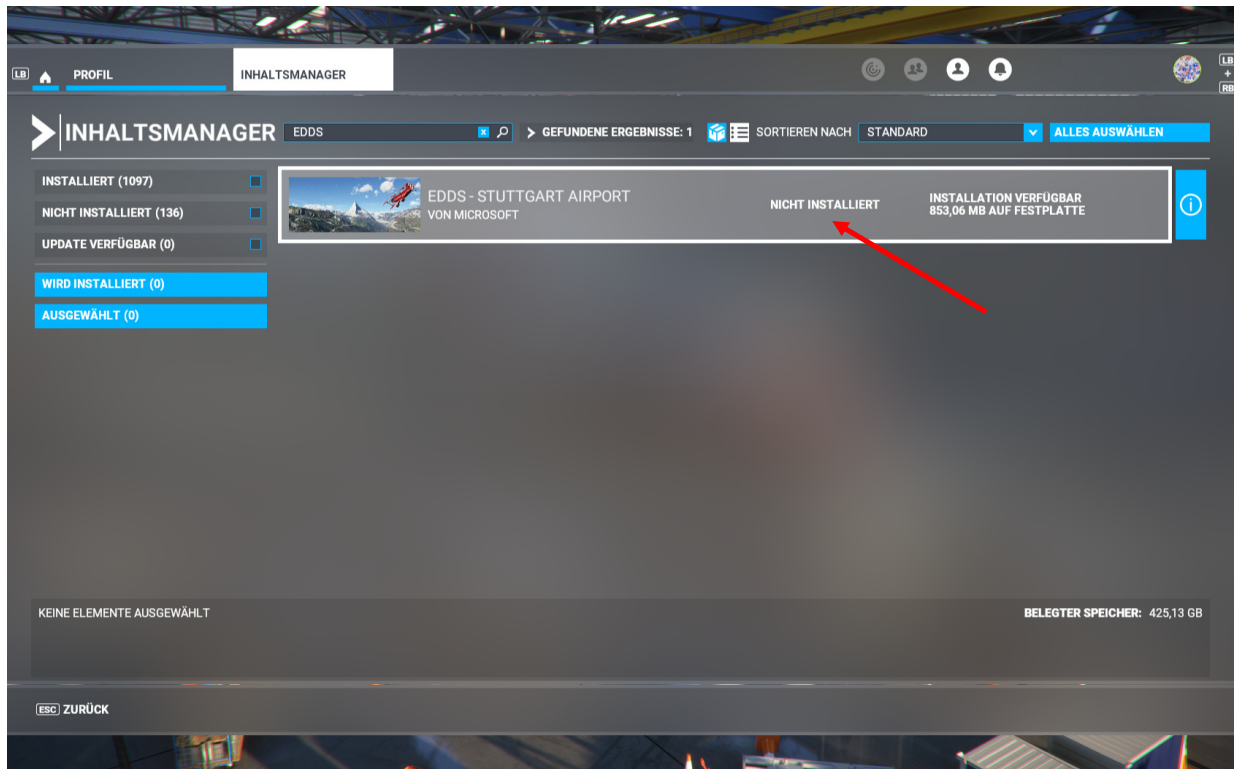 LB
PROFIL
INHALTSMANAGER
LB
+
RB
INHALTSMANAGER
EDDS
x
GEFUNDENE ERGEBNISSE: 1
SORTIEREN NACH
STANDARD
ALLES AUSWÄHLEN
INSTALLIERT (1097)
NICHT INSTALLIERT (136)
UPDATE VERFÜGBAR (0)
WIRD INSTALLIERT (0)
AUSGEWÄHLT (0)
EDDS - STUTTGART AIRPORT
VON MICROSOFT
NICHT INSTALLIERT
INSTALLATION VERFÜGBAR
853,06 MB AUF FESTPLATTE
KEINE ELEMENTE AUSGEWÄHLT
BELEGTER SPEICHER: 425,13 GB
ESC ZURÜCK